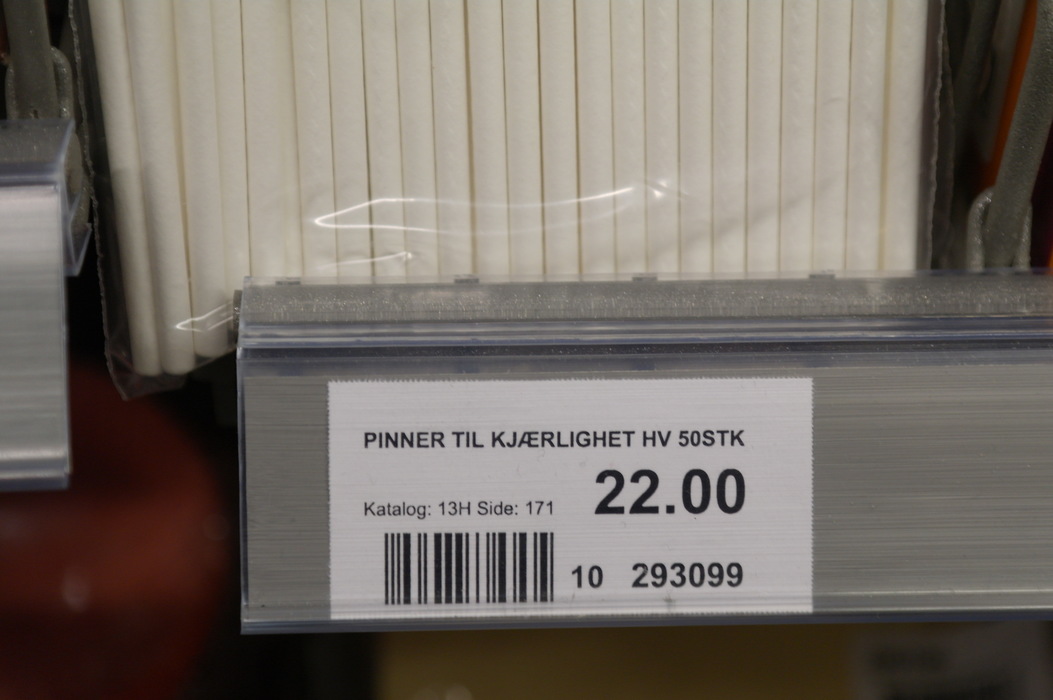 PINNER TIL KJÆRLIGHET HV 50STK
22.00
Katalog: 13H Side: 171
10 293099